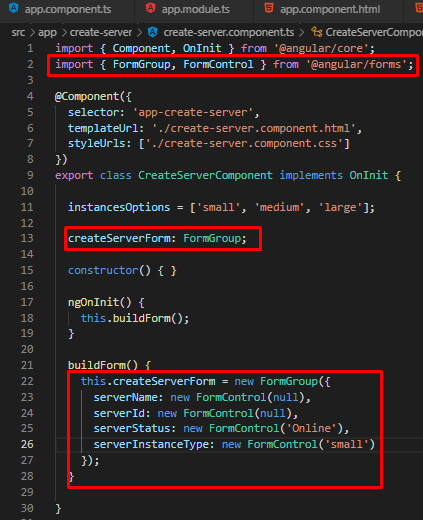 app.component.ts app.module.ts app.component.html
src > app > create-server > create-server.component.ts > CreateServerCompo
1 import { Component, OnInit } from '@angular/core';
2 import { FormGroup, FormControl } from '@angular/forms';
3
4 @Component({
5 selector: 'app-create-server',
6 templateUrl: './create-server.component.html',
7 styleUrls: ['./create-server.component.css']
8 })
9 export class CreateServerComponent implements OnInit {
10
11 instancesOptions = ['small', 'medium', 'large'];
12
13 createServerForm: FormGroup;
14
15 constructor() { }
16
17 ngOnInit() {
18 this.buildForm();
19 }
20
21 buildForm() {
22 this.createServerForm = new FormGroup({
23 serverName: new FormControl(null),
24 serverId: new FormControl(null),
25 serverStatus: new FormControl('Online'),
26 serverInstanceType: new FormControl('small')
27 });
28 }
29
30 }